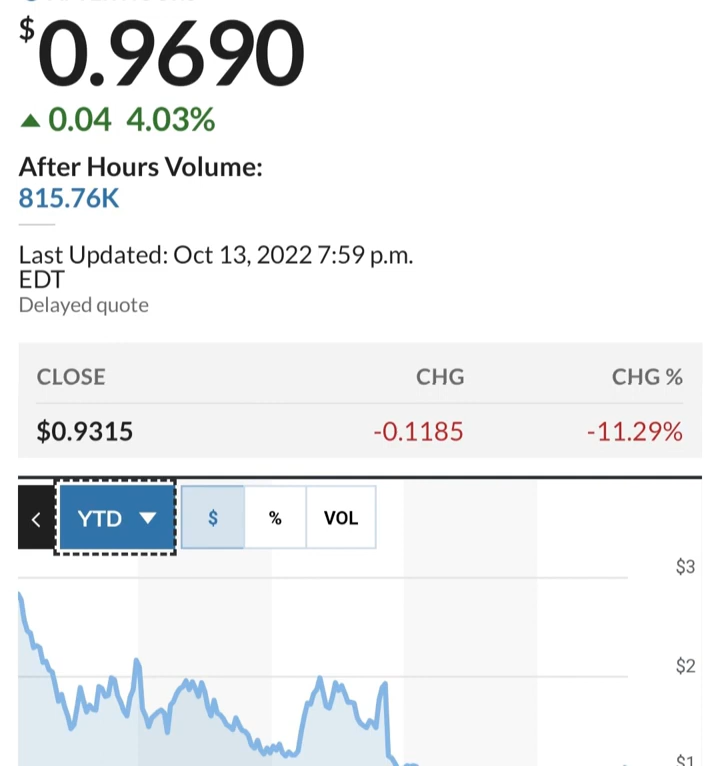 $0.9690
▲ 0.04 4.03%
After Hours Volume:
815.76K
Last Updated: Oct 13, 2022 7:59 p.m.
EDT
Delayed quote
CLOSE CHG CHG %
$0.9315 -0.1185 -11.29%
< YTD ▼ $ % VOL
$3
$2
$1